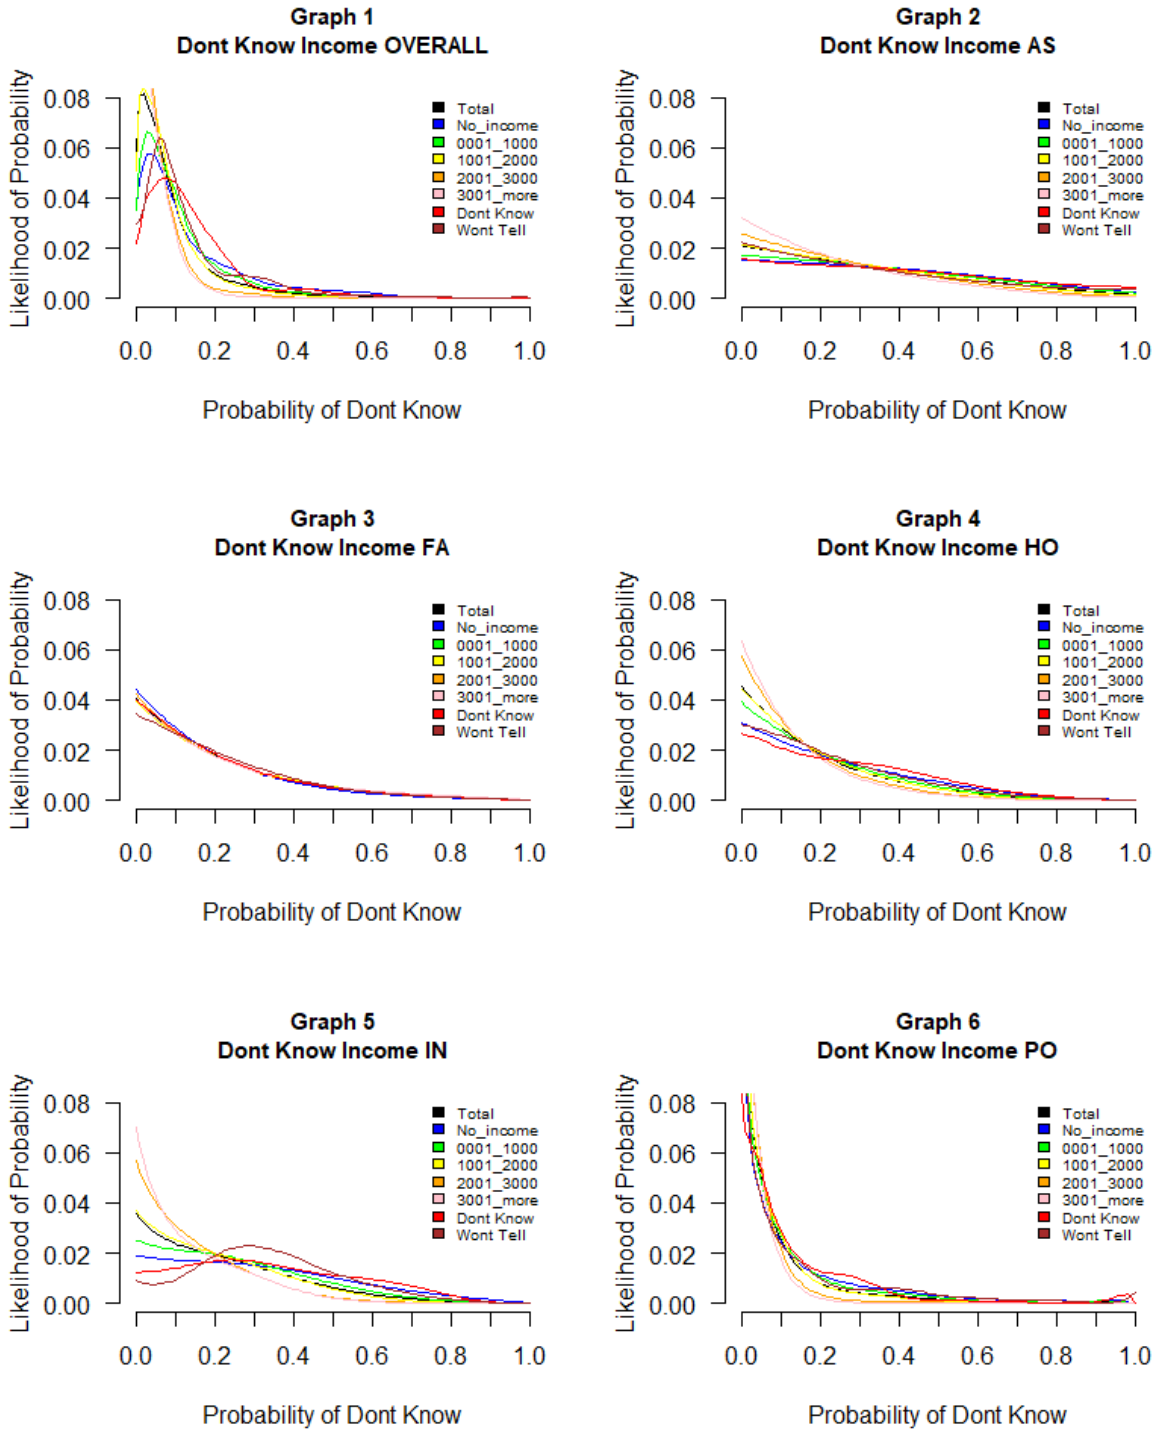 Graph 1
Dont Know Income OVERALL
Likelihood of Probability
0.08
0.06
0.04
0.02
0.00
Total
No_income
0001_1000
1001_2000
2001_3000
3001_more
Dont Know
Wont Tell
0.0 0.2 0.4 0.6 0.8 1.0
Probability of Dont Know
Graph 2
Dont Know Income AS
Likelihood of Probability
0.08
0.06
0.04
0.02
0.00
Total
No_income
0001_1000
1001_2000
2001_3000
3001_more
Dont Know
Wont Tell
0.0 0.2 0.4 0.6 0.8 1.0
Probability of Dont Know
Graph 3
Dont Know Income FA
Likelihood of Probability
0.08
0.06
0.04
0.02
0.00
Total
No_income
0001_1000
1001_2000
2001_3000
3001_more
Dont Know
Wont Tell
0.0 0.2 0.4 0.6 0.8 1.0
Probability of Dont Know
Graph 4
Dont Know Income HO
Likelihood of Probability
0.08
0.06
0.04
0.02
0.00
Total
No_income
0001_1000
1001_2000
2001_3000
3001_more
Dont Know
Wont Tell
0.0 0.2 0.4 0.6 0.8 1.0
Probability of Dont Know
Graph 5
Dont Know Income IN
Likelihood of Probability
0.08
0.06
0.04
0.02
0.00
Total
No_income
0001_1000
1001_2000
2001_3000
3001_more
Dont Know
Wont Tell
0.0 0.2 0.4 0.6 0.8 1.0
Probability of Dont Know
Graph 6
Dont Know Income PO
Likelihood of Probability
0.08
0.06
0.04
0.02
0.00
Total
No_income
0001_1000
1001_2000
2001_3000
3001_more
Dont Know
Wont Tell
0.0 0.2 0.4 0.6 0.8 1.0
Probability of Dont Know